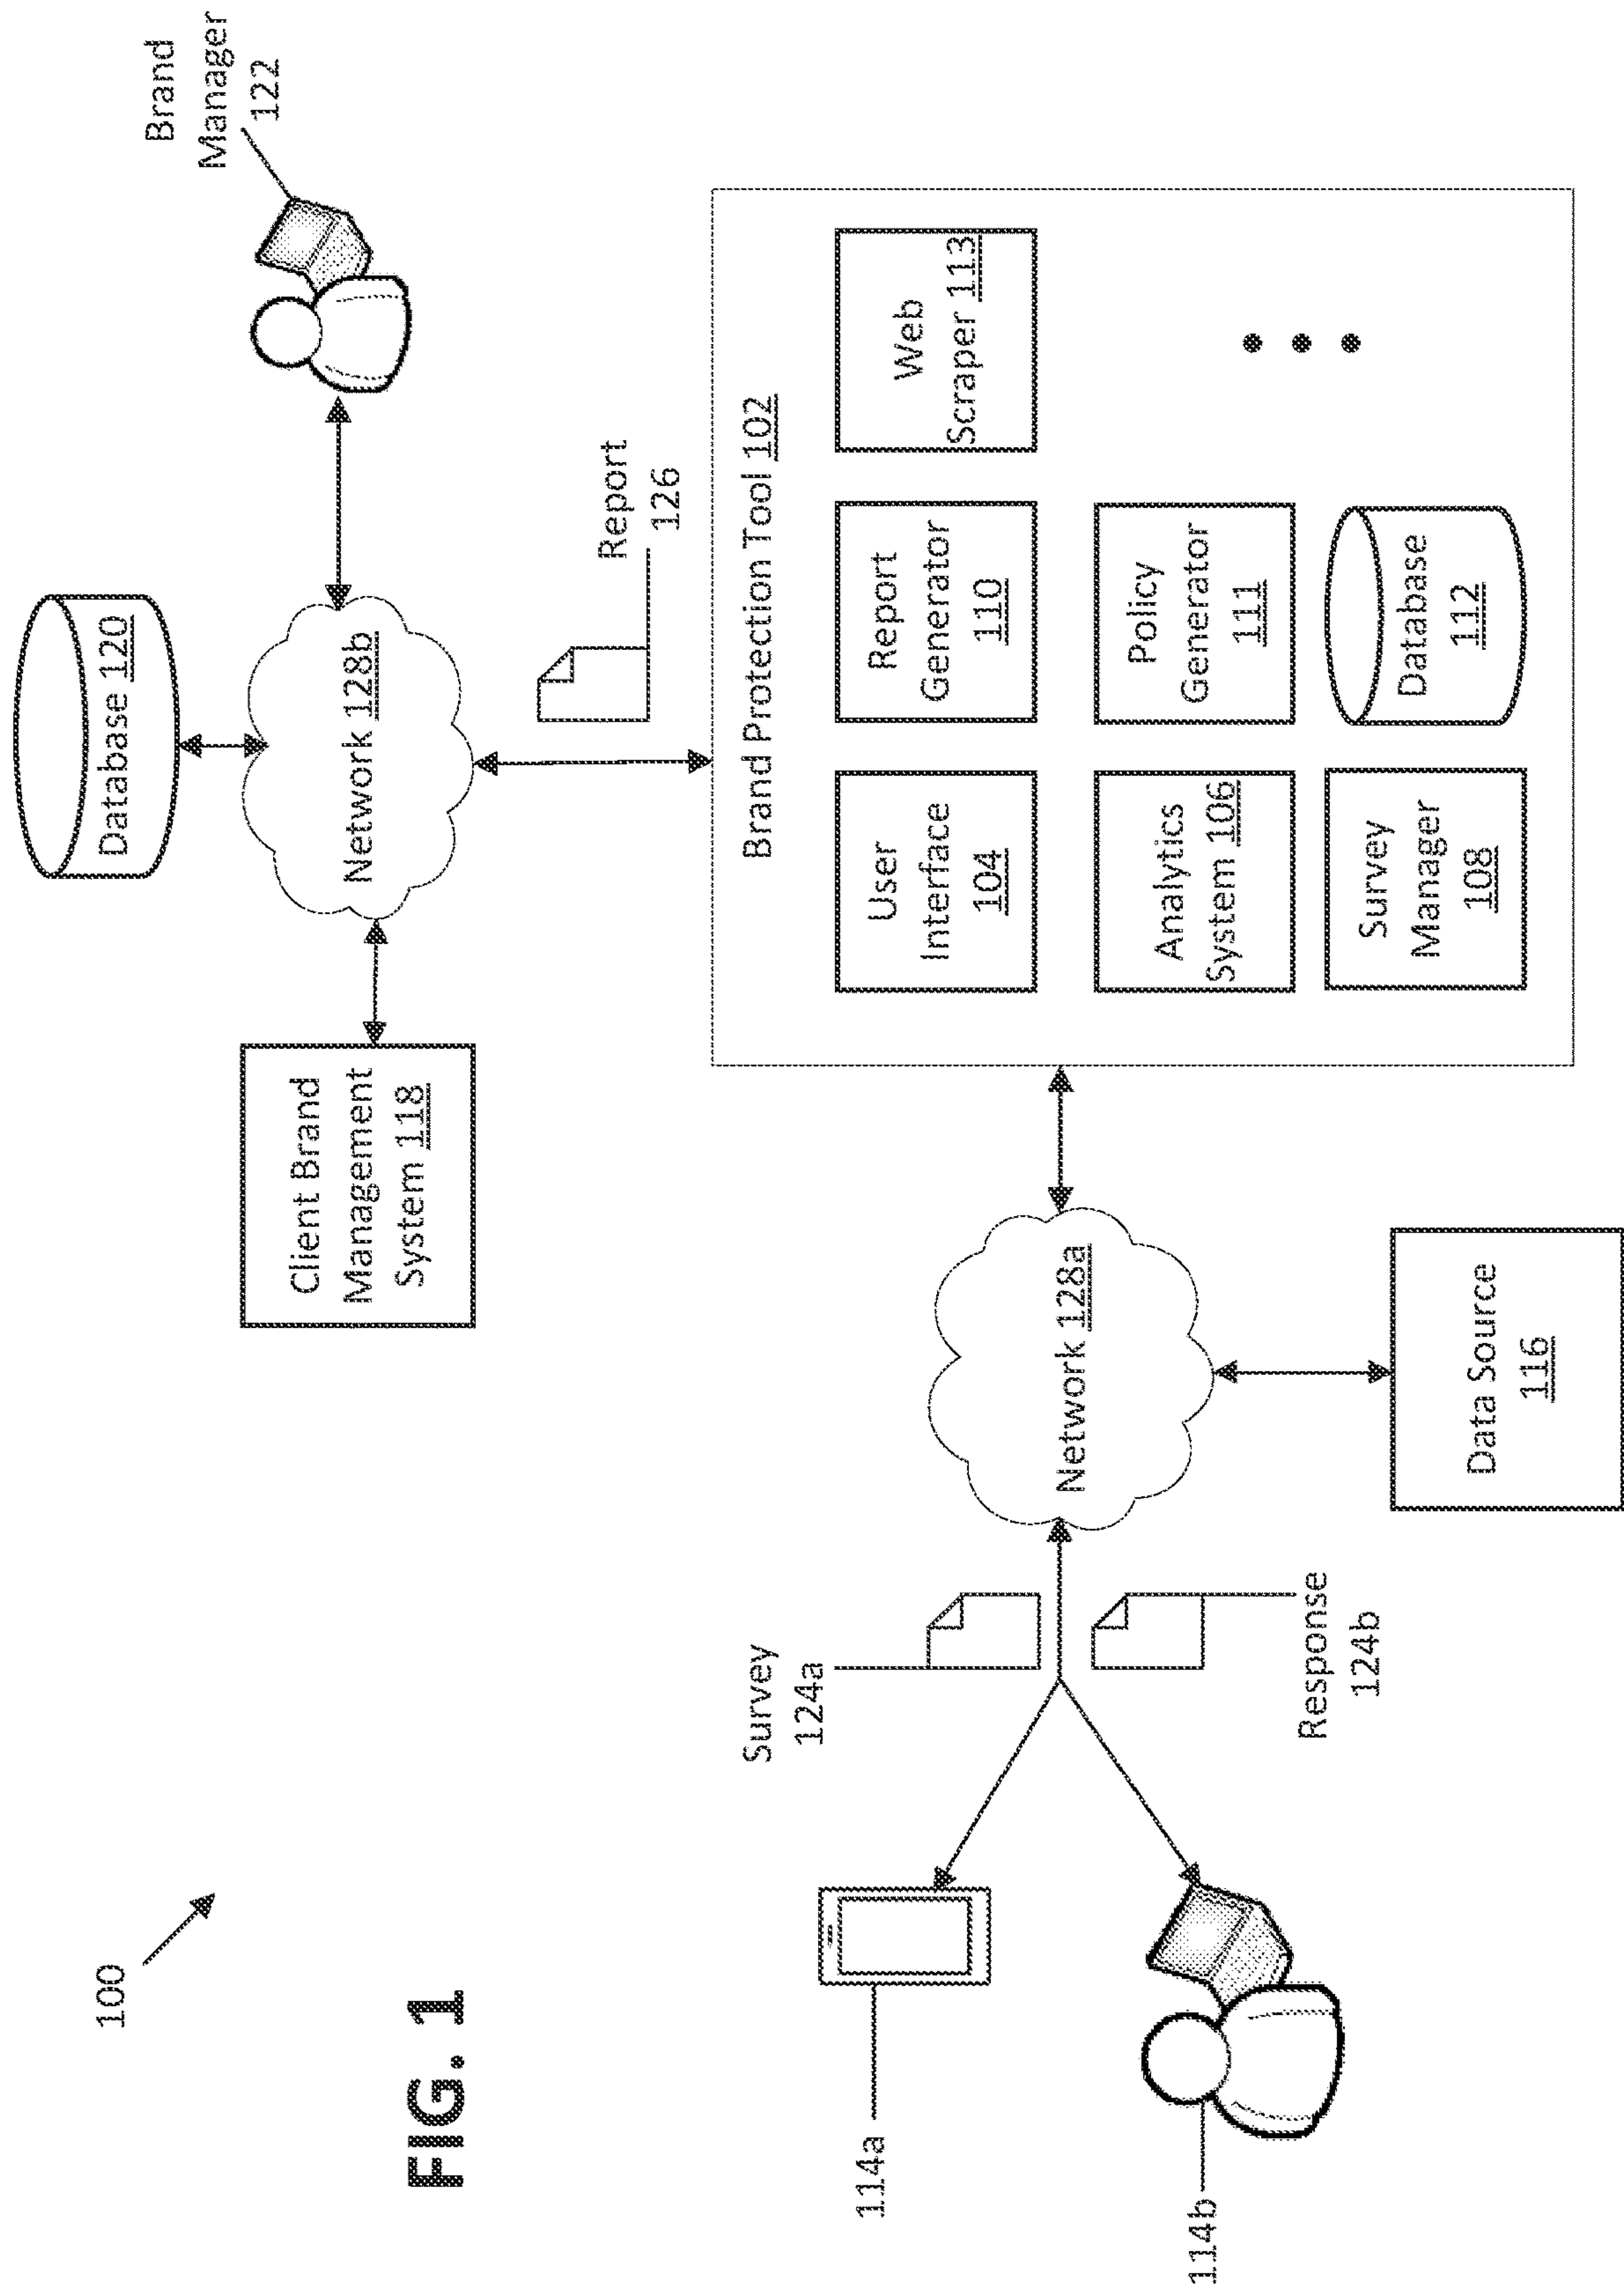 100
FIG. 1
Client Brand
Management
System 118
Database 120
Network 128b
Brand
Manager
122
Report
126
Survey
124a
114a
114b
Response
124b
Network 128a
Data Source
116
Brand Protection Tool 102
User
Interface
104
Report
Generator
110
Web
Scraper 113
Analytics
System 106
Policy
Generator
111
Survey
Manager
108
Database
112